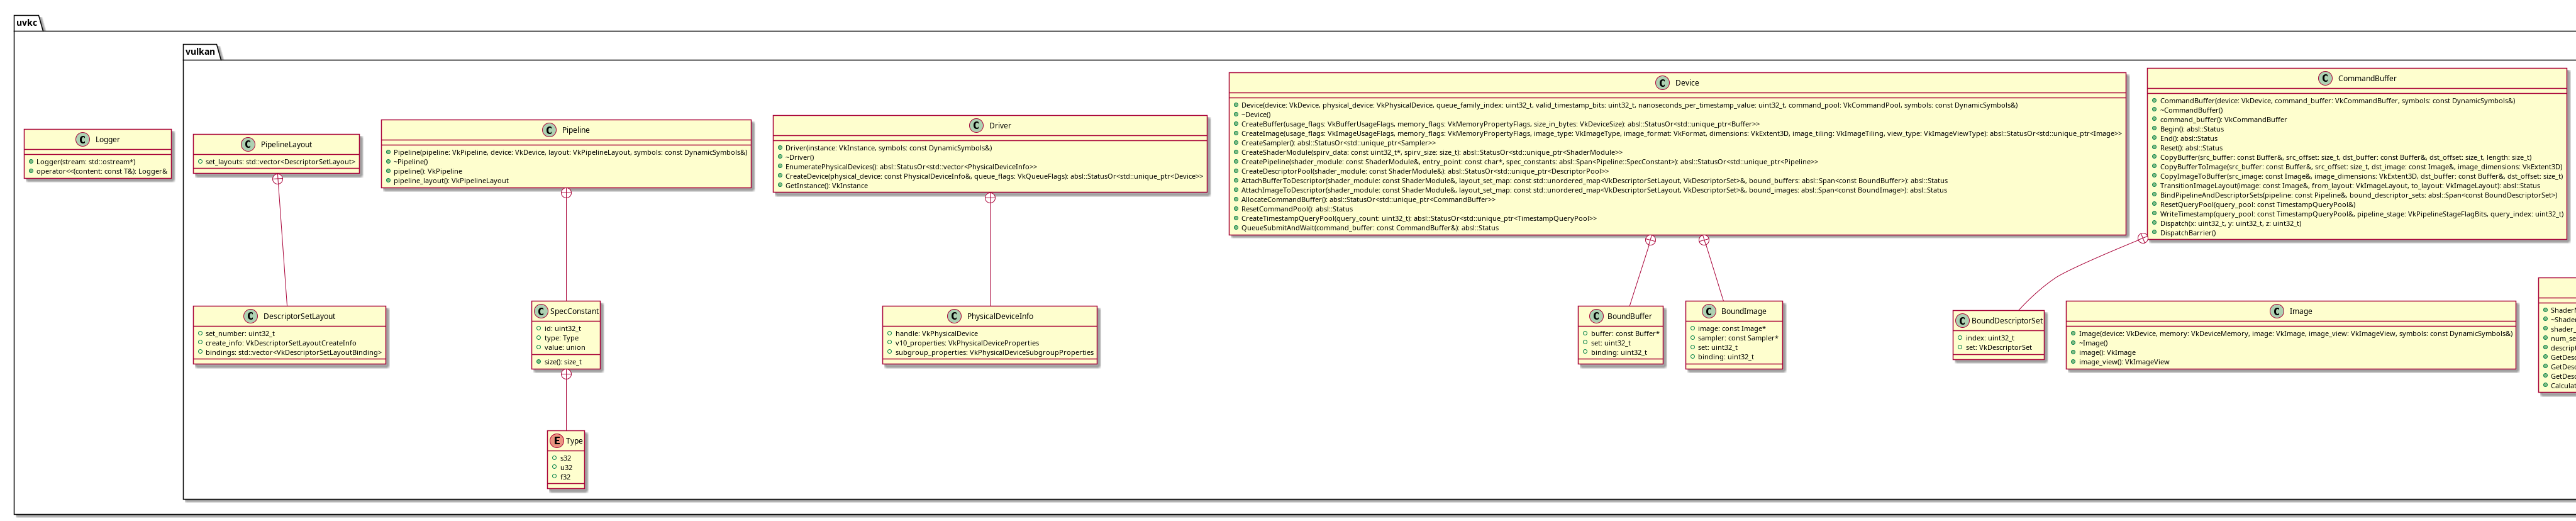 uvkc
vulkan
Logger
Logger(stream: std::ostream*)
operator<<(content: const T&): Logger&
PipelineLayout
set_layouts: std::vector<DescriptorSetLayout>
Pipeline
Pipeline(pipeline: VkPipeline, device: VkDevice, layout: VkPipelineLayout, symbols: const DynamicSymbols&)
~Pipeline()
pipeline(): VkPipeline
pipeline_layout(): VkPipelineLayout
Driver
Driver(instance: VkInstance, symbols: const DynamicSymbols&)
~Driver()
EnumeratePhysicalDevices(): absl::StatusOr<std::vector<PhysicalDeviceInfo>>
CreateDevice(physical_device: const PhysicalDeviceInfo&, queue_flags: VkQueueFlags): absl::StatusOr<std::unique_ptr<Device>>
GetInstance(): VkInstance
Device
Device(device: VkDevice, physical_device: VkPhysicalDevice, queue_family_index: uint32_t, valid_timestamp_bits: uint32_t, nanoseconds_per_timestamp_value: uint32_t, command_pool: VkCommandPool, symbols: const DynamicSymbols&)
~Device()
CreateBuffer(usage_flags: VkBufferUsageFlags, memory_flags: VkMemoryPropertyFlags, size_in_bytes: VkDeviceSize): absl::StatusOr<std::unique_ptr<Buffer>>
CreateImage(usage_flags: VkImageUsageFlags, memory_flags: VkMemoryPropertyFlags, image_type: VkImageType, image_format: VkFormat, dimensions: VkExtent3D, image_tiling: VkImageTiling, view_type: VkImageViewType): absl::StatusOr<std::unique_ptr<Image>>
CreateSampler(): absl::StatusOr<std::unique_ptr<Sampler>>
CreateShaderModule(spirv_data: const uint32_t*, spirv_size: size_t): absl::StatusOr<std::unique_ptr<ShaderModule>>
CreatePipeline(shader_module: const ShaderModule&, entry_point: const char*, spec_constants: absl::Span<Pipeline::SpecConstant>): absl::StatusOr<std::unique_ptr<Pipeline>>
CreateDescriptorPool(shader_module: const ShaderModule&): absl::StatusOr<std::unique_ptr<DescriptorPool>>
AttachBufferToDescriptor(shader_module: const ShaderModule&, layout_set_map: const std::unordered_map<VkDescriptorSetLayout, VkDescriptorSet>&, bound_buffers: absl::Span<const BoundBuffer>): absl::Status
AttachImageToDescriptor(shader_module: const ShaderModule&, layout_set_map: const std::unordered_map<VkDescriptorSetLayout, VkDescriptorSet>&, bound_images: absl::Span<const BoundImage>): absl::Status
AllocateCommandBuffer(): absl::StatusOr<std::unique_ptr<CommandBuffer>>
ResetCommandPool(): absl::Status
CreateTimestampQueryPool(query_count: uint32_t): absl::StatusOr<std::unique_ptr<TimestampQueryPool>>
QueueSubmitAndWait(command_buffer: const CommandBuffer&): absl::Status
CommandBuffer
CommandBuffer(device: VkDevice, command_buffer: VkCommandBuffer, symbols: const DynamicSymbols&)
~CommandBuffer()
command_buffer(): VkCommandBuffer
Begin(): absl::Status
End(): absl::Status
Reset(): absl::Status
CopyBuffer(src_buffer: const Buffer&, src_offset: size_t, dst_buffer: const Buffer&, dst_offset: size_t, length: size_t)
CopyBufferToImage(src_buffer: const Buffer&, src_offset: size_t, dst_image: const Image&, image_dimensions: VkExtent3D)
CopyImageToBuffer(src_image: const Image&, image_dimensions: VkExtent3D, dst_buffer: const Buffer&, dst_offset: size_t)
TransitionImageLayout(image: const Image&, from_layout: VkImageLayout, to_layout: VkImageLayout): absl::Status
BindPipelineAndDescriptorSets(pipeline: const Pipeline&, bound_descriptor_sets: absl::Span<const BoundDescriptorSet>)
ResetQueryPool(query_pool: const TimestampQueryPool&)
WriteTimestamp(query_pool: const TimestampQueryPool&, pipeline_stage: VkPipelineStageFlagBits, query_index: uint32_t)
Dispatch(x: uint32_t, y: uint32_t, z: uint32_t)
DispatchBarrier()
DescriptorSetLayout
set_number: uint32_t
create_info: VkDescriptorSetLayoutCreateInfo
bindings: std::vector<VkDescriptorSetLayoutBinding>
SpecConstant
id: uint32_t
type: Type
value: union
size(): size_t
PhysicalDeviceInfo
handle: VkPhysicalDevice
v10_properties: VkPhysicalDeviceProperties
subgroup_properties: VkPhysicalDeviceSubgroupProperties
BoundBuffer
buffer: const Buffer*
set: uint32_t
binding: uint32_t
BoundImage
image: const Image*
sampler: const Sampler*
set: uint32_t
binding: uint32_t
BoundDescriptorSet
index: uint32_t
set: VkDescriptorSet
Image
Image(device: VkDevice, memory: VkDeviceMemory, image: VkImage, image_view: VkImageView, symbols: const DynamicSymbols&)
~Image()
image(): VkImage
image_view(): VkImageView
~Shade
shader_
num_se
descript
GetDesc
GetDesc
GetDesc
Calculat
Type
s32
u32
f32